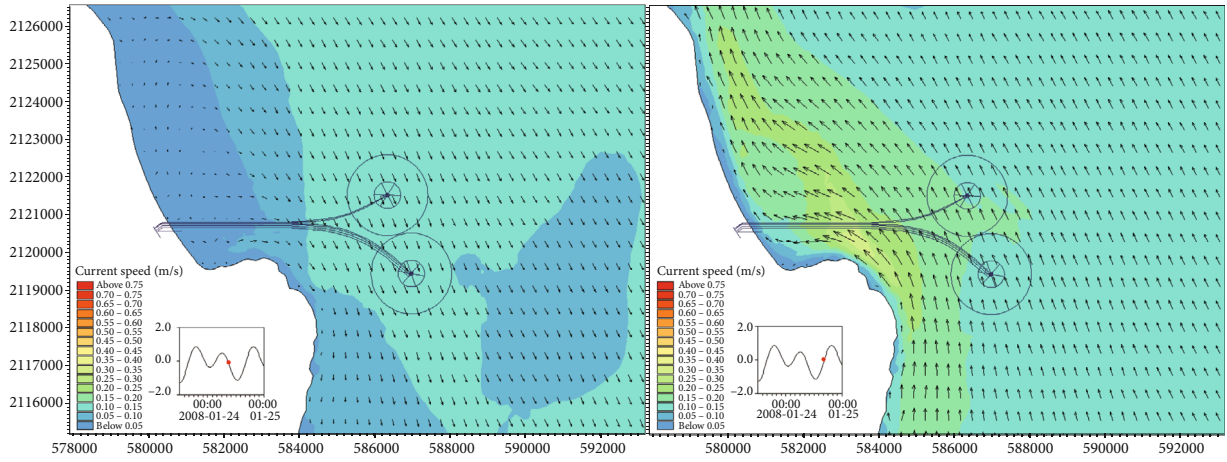 2126000
2125000
2124000
2123000
2122000
2121000
2120000
2119000
2118000
2117000
2116000
Current speed (m/s)
Above 0.75
0.70 – 0.75
0.65 – 0.70
0.60 – 0.65
0.55 – 0.60
0.50 – 0.55
0.45 – 0.50
0.40 – 0.45
0.35 – 0.40
0.30 – 0.35
0.25 – 0.30
0.20 – 0.25
0.15 – 0.20
0.10 – 0.15
0.05 – 0.10
Below 0.05
2.0
0.0
−2.0
00:00 00:00
2008-01-24 01-25
578000 580000 582000 584000 586000 588000 590000 592000
Current speed (m/s)
Above 0.75
0.70 – 0.75
0.65 – 0.70
0.60 – 0.65
0.55 – 0.60
0.50 – 0.55
0.45 – 0.50
0.40 – 0.45
0.35 – 0.40
0.30 – 0.35
0.25 – 0.30
0.20 – 0.25
0.15 – 0.20
0.10 – 0.15
0.05 – 0.10
Below 0.05
2.0
0.0
−2.0
00:00 00:00
2008-01-24 01-25
580000 582000 584000 586000 588000 590000 592000